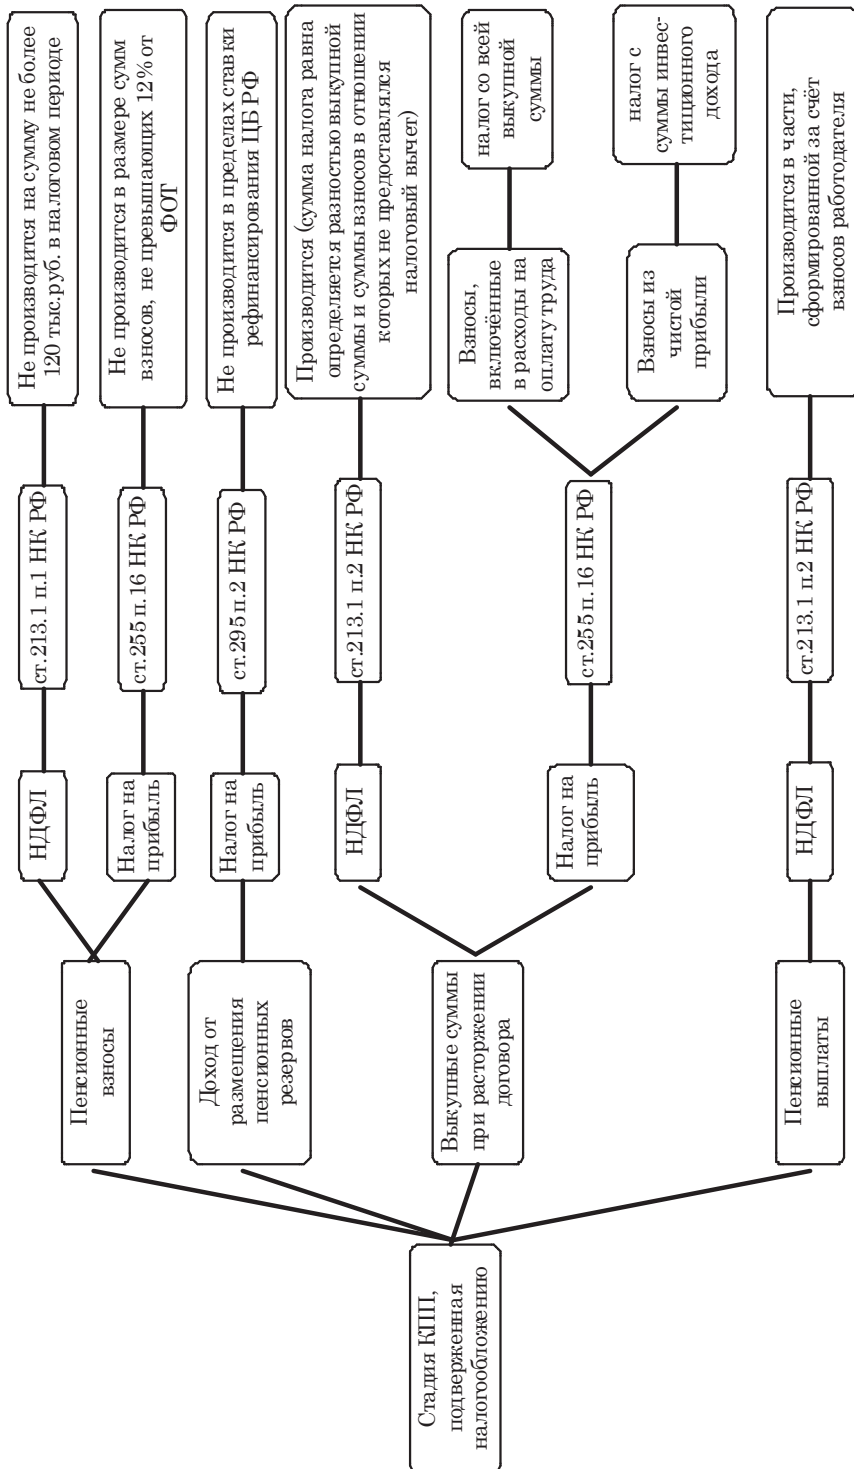 Стадия КПП,
подверженная
налогообложению
Пенсионные
взносы
НДФЛ
ст.213.1 п.1 НК РФ
Не производится на сумму не более
120 тыс.руб. в налоговом периоде
Налог на
прибыль
ст.255 п.16 НК РФ
Не производится в размере сумм
взносов, не превышающих 12% от
ФОТ
Доход от
размещения
пенсионных
резервов
Налог на
прибыль
ст.295 п.2 НК РФ
Не производится в пределах ставки
рефинансирования ЦБ РФ
Выкупные суммы
при расторжении
договора
НДФЛ
ст.213.1 п.2 НК РФ
Производится (сумма налога равна
определяется разностью выкупной
суммы и суммы взносов в отношении
которых не предоставлялся
налоговый вычет)
Налог на
прибыль
ст.255 п.16 НК РФ
Взносы,
включённые
в расходы на
оплату труда
налог со всей
выкупной
суммы
Взносы из
чистой
прибыли
налог с
суммы инвес-
тиционного
дохода
Пенсионные
выплаты
НДФЛ
ст.213.1 п.2 НК РФ
Производится в части,
сформированной за счёт
взносов работодателя